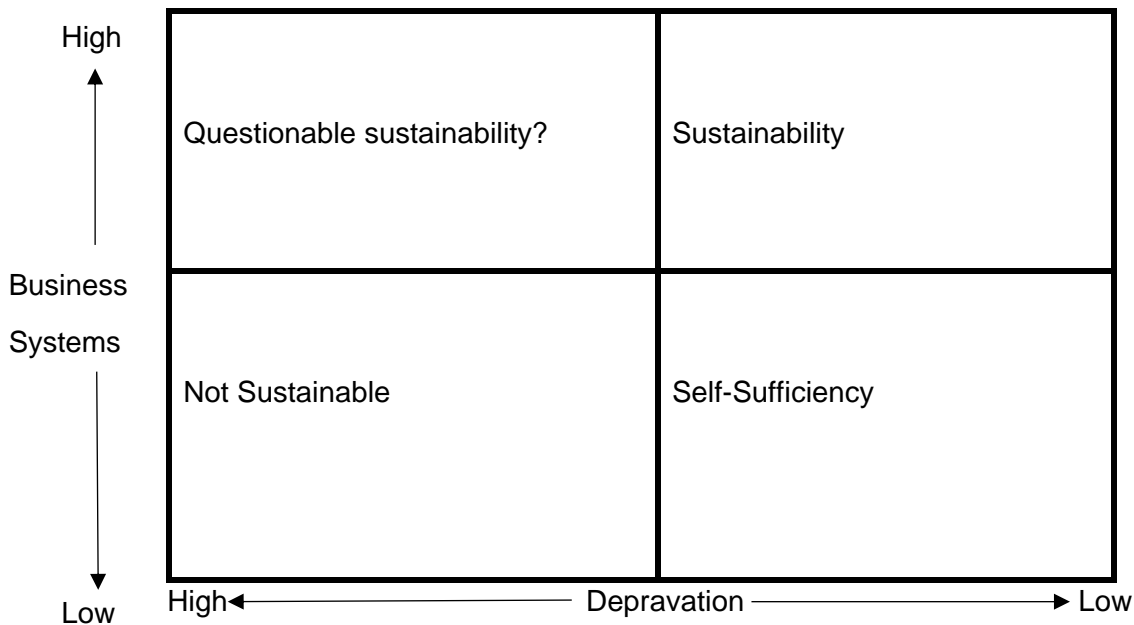 High
Questionable sustainability?
Sustainability
Business
Systems
Not Sustainable
Self-Sufficiency
Low
High
Depravation
Low